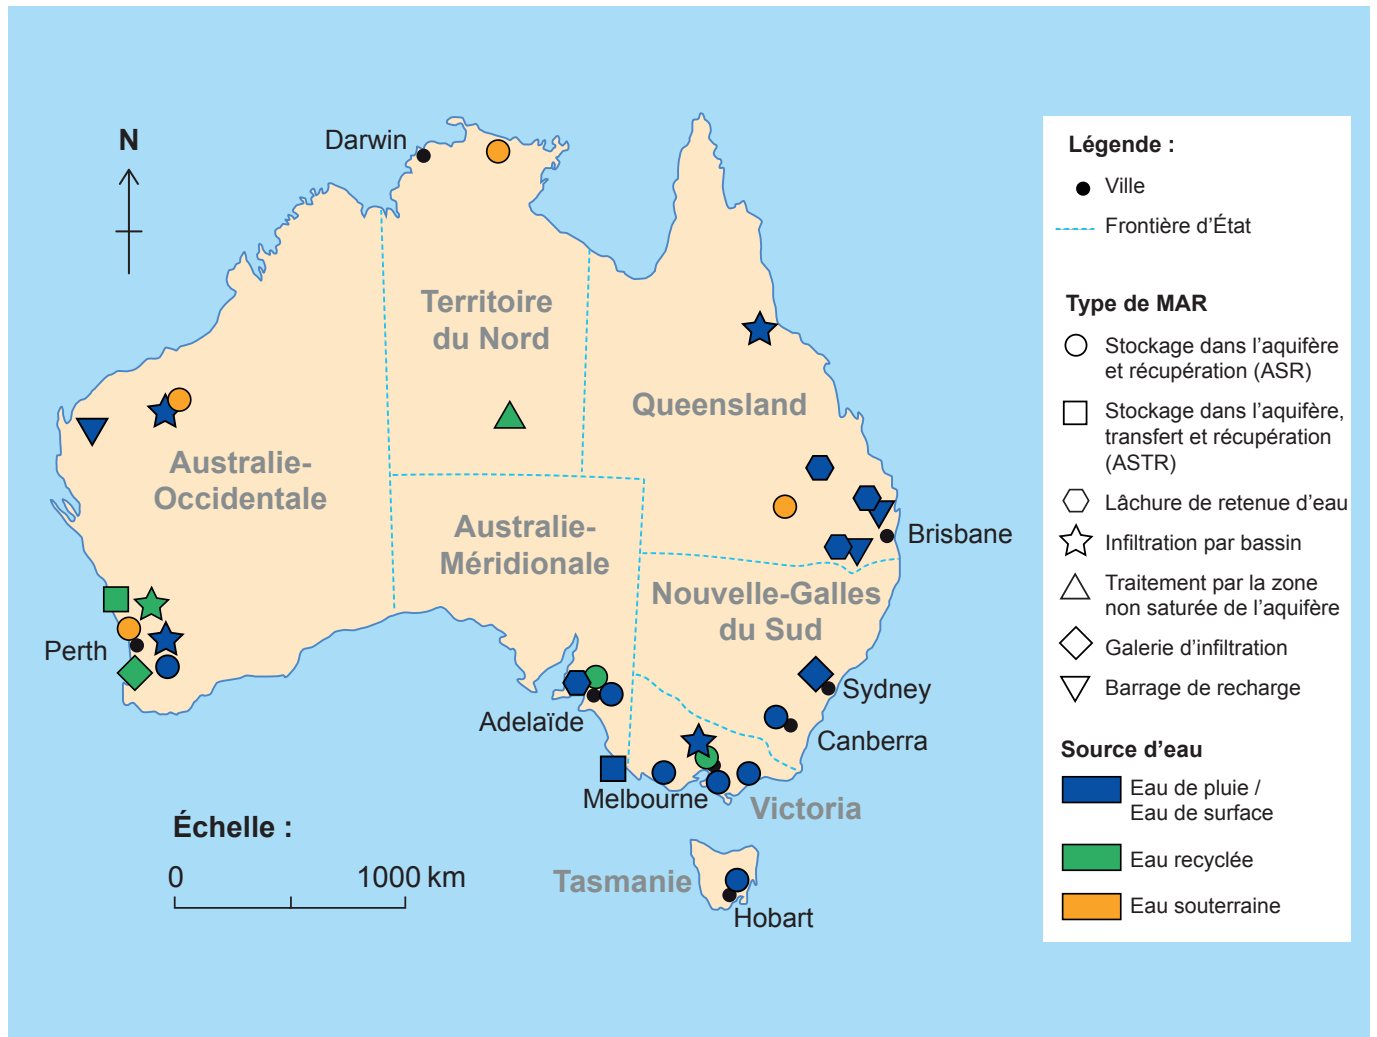 N
Darwin
Territoire
du Nord
Queensland
Australie-
Occidentale
Australie-
Méridionale
Brisbane
Nouvelle-Galles
du Sud
Perth
Sydney
Adelaïde
Canberra
Melbourne
Victoria
Échelle :
0
1000 km
Tasmanie
Hobart
Légende :
Ville
Frontière d’État
Type de MAR
Stockage dans l’aquifère
et récupération (ASR)
Stockage dans l’aquifère,
transfert et récupération
(ASTR)
Lâchure de retenue d’eau
Infiltration par bassin
Traitement par la zone
non saturée de l’aquifère
Galerie d’infiltration
Barrage de recharge
Source d’eau
Eau de pluie /
Eau de surface
Eau recyclée
Eau souterraine